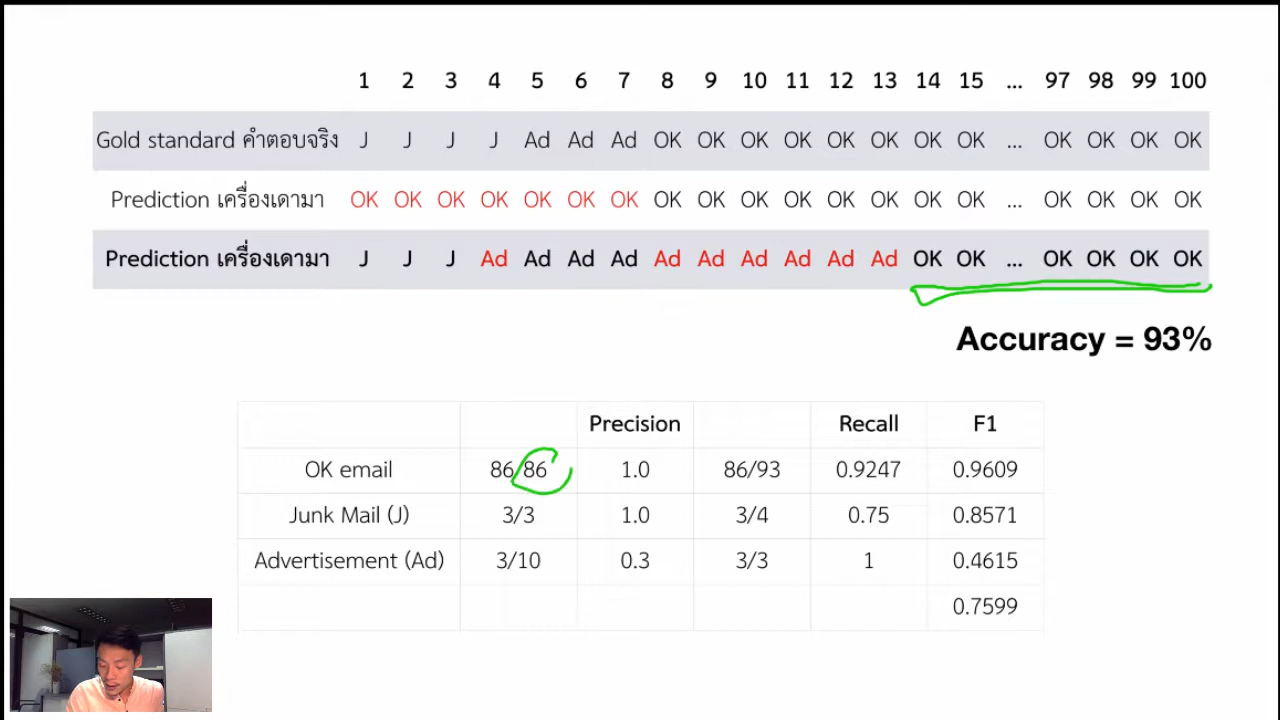 1 2 3 4 5 6 7 8 9 10 11 12 13 14 15 ... 97 98 99 100
Gold standard คำตอบจริง J J J J Ad Ad Ad OK OK OK OK OK OK OK OK ... OK OK OK OK
Prediction เครื่องเดามา OK OK OK OK OK OK OK OK OK OK OK OK OK OK OK ... OK OK OK OK
Prediction เครื่องเดามา J J J Ad Ad Ad Ad Ad Ad Ad Ad Ad Ad OK OK ... OK OK OK OK
Accuracy = 93%
Precision Recall F1
OK email 86/86 1.0 86/93 0.9247 0.9609
Junk Mail (J) 3/3 1.0 3/4 0.75 0.8571
Advertisement (Ad) 3/10 0.3 3/3 1 0.4615
0.7599